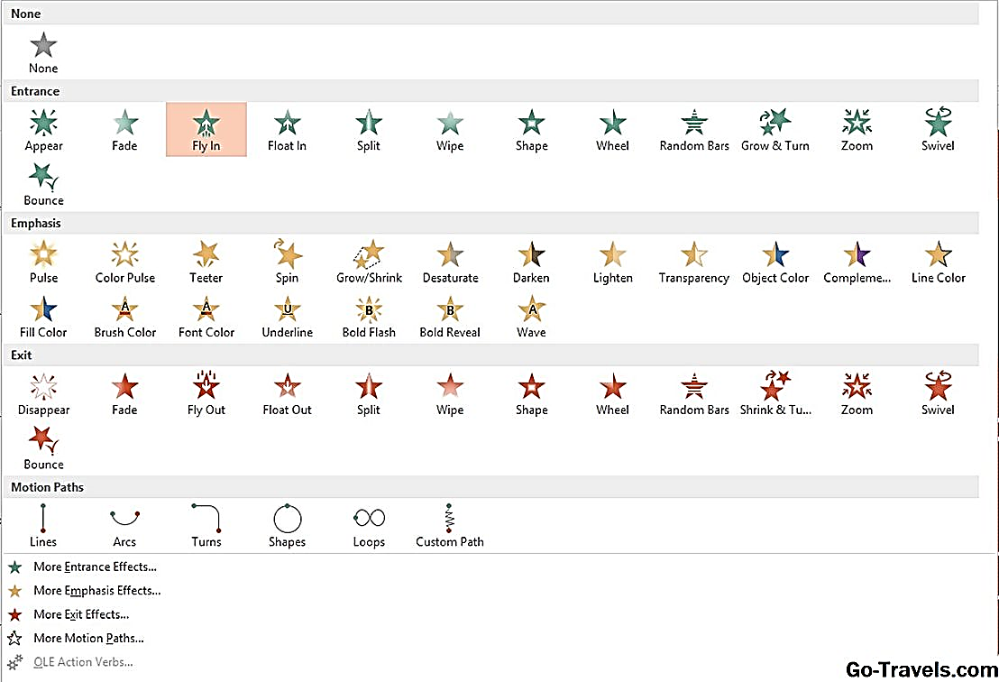 None
None
Entrance
Appear Fade Fly In Float In Split Wipe Shape Wheel Random Bars Grow & Turn Zoom Swivel
Bounce
Emphasis
Pulse Color Pulse Teeter Spin Grow/Shrink Desaturate Darken Lighten Transparency Object Color Compleme... Line Color
A A U B B A
Fill Color Brush Color Font Color Underline Bold Flash Bold Reveal Wave
Exit
Disappear Fade Fly Out Float Out Split Wipe Shape Wheel Random Bars Shrink & Tu... Zoom Swivel
Bounce
Motion Paths
Lines Arcs Turns Shapes Loops Custom Path
More Entrance Effects...
More Emphasis Effects...
More Exit Effects...
More Motion Paths...
OLE Action Verbs...
Go-Travels.com